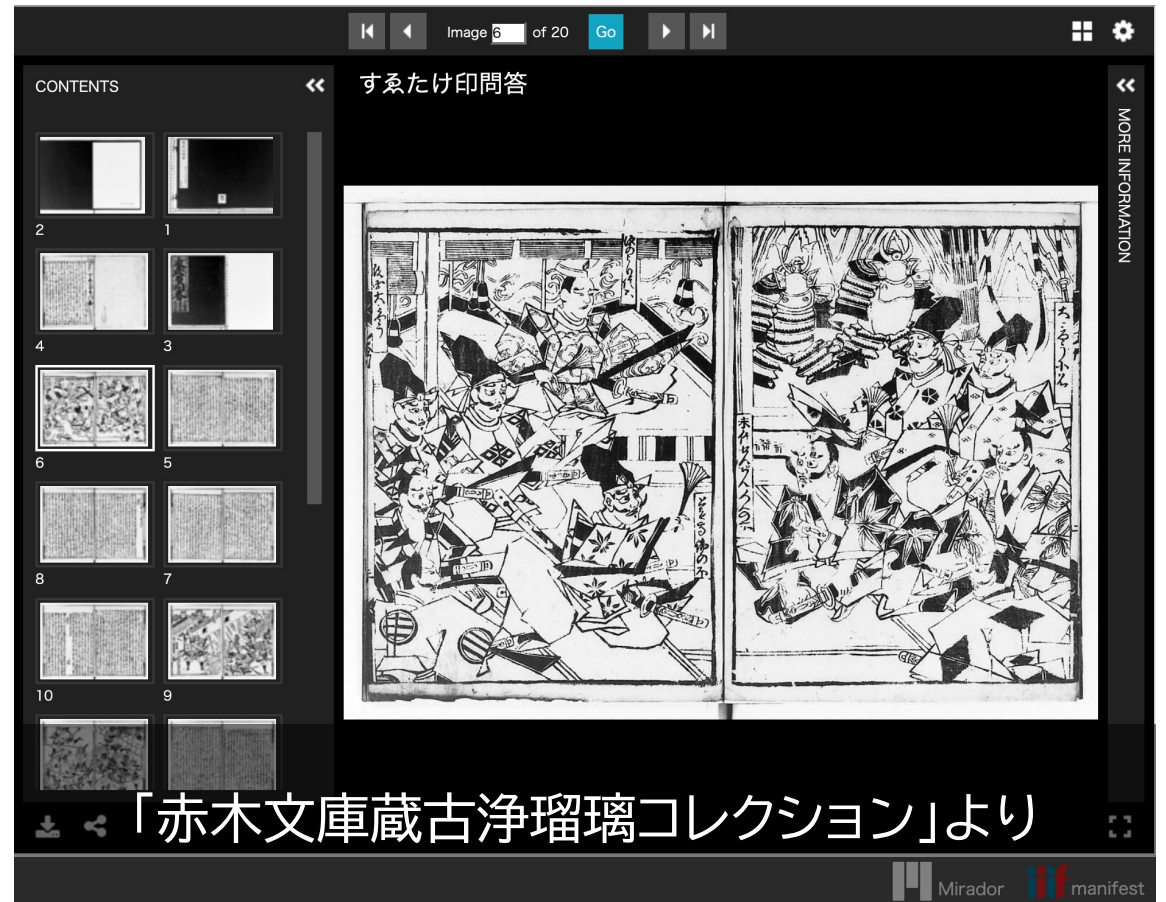 Image 6 of 20 Go
CONTENTS
すゑたけ印問答
MORE INFORMATION
2 1
4 3
6 5
8 7
10 9
「赤木文庫蔵古浄瑠璃コレクション」より
Mirador iiif manifest